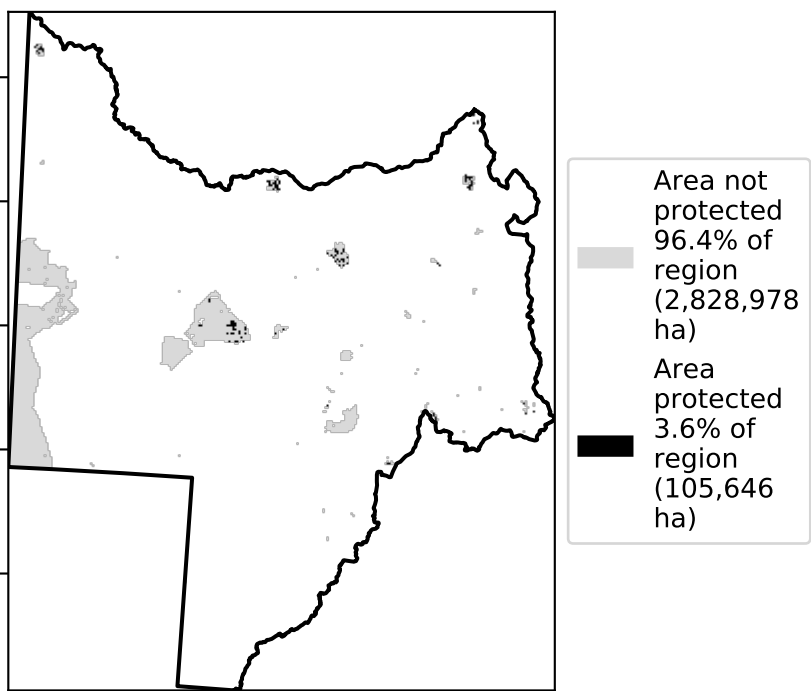 Area not
protected
96.4% of
region
(2,828,978
ha)
Area
protected
3.6% of
region
(105,646
ha)